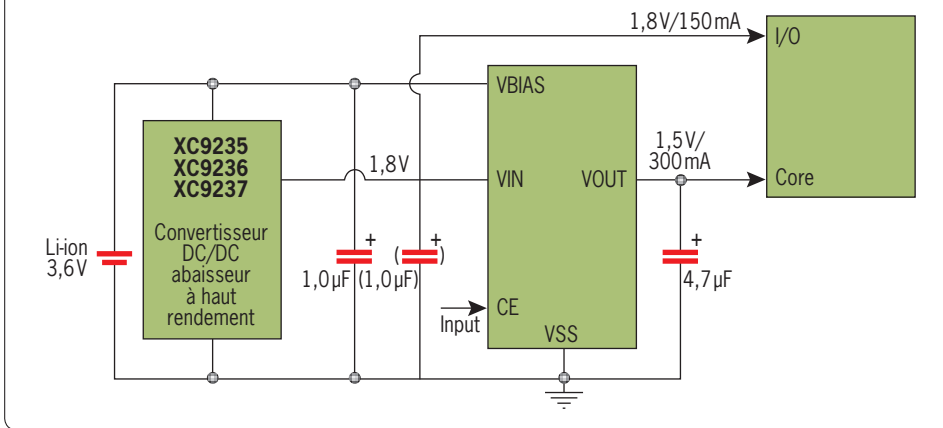 1,8V/150mA
I/O
VBIAS
XC9235
XC9236
XC9237
1,8V
VIN
VOUT
1,5V/
300mA
Core
Convertisseur
DC/DC
abaisseur
à haut
rendement
Li-ion
3,6V
+
1,0µF
( + )
(1,0µF)
+
4,7µF
Input
CE
VSS